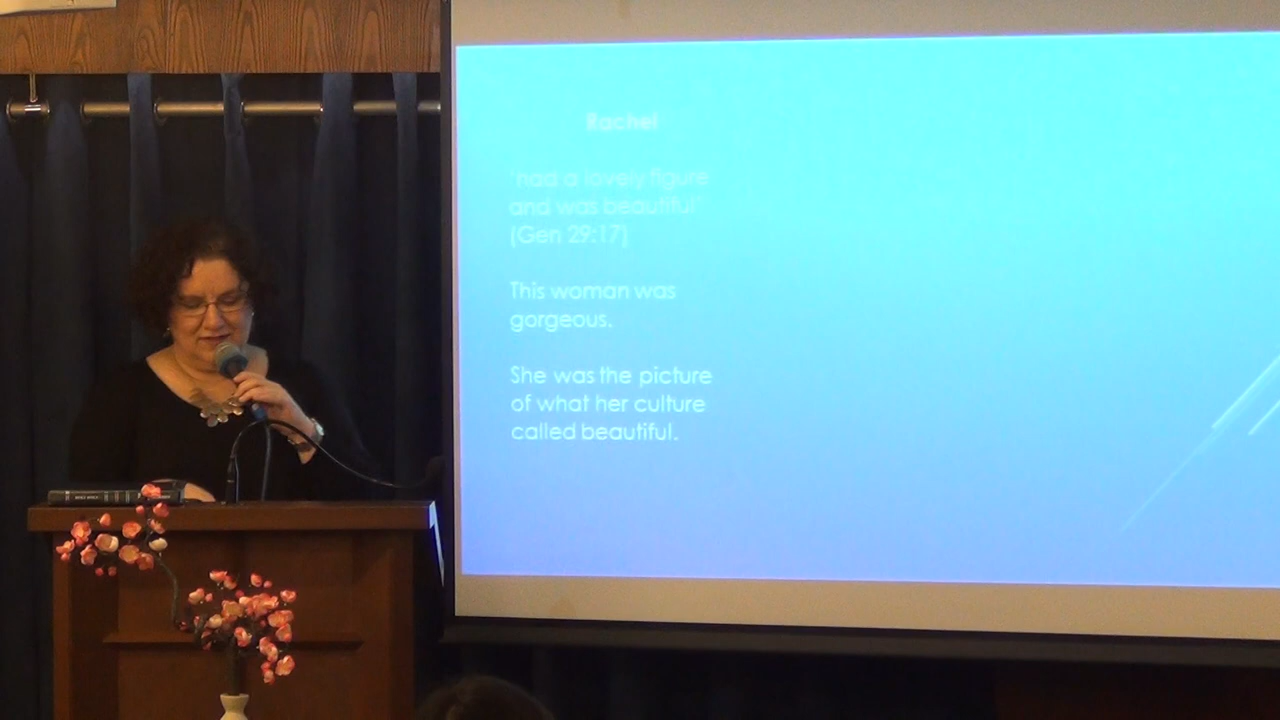 Rachel
"had a lovely figure
and was beautiful"
(Gen 29:17)
This woman was
gorgeous.
She was the picture
of what her culture
called beautiful.